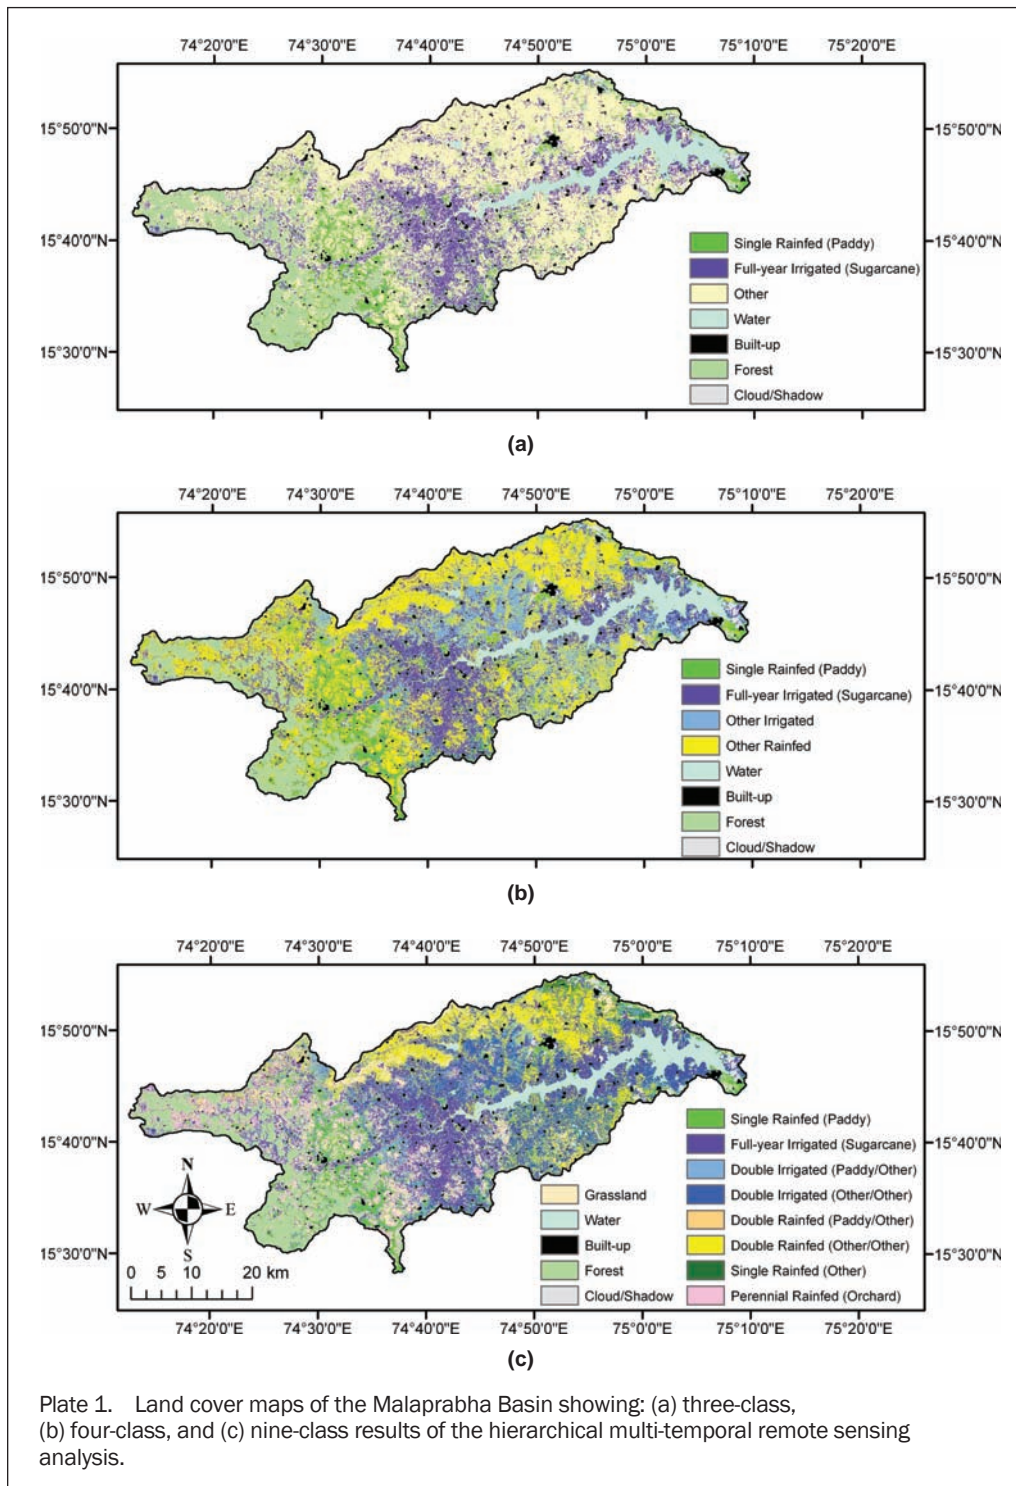 74°20'0"E 74°30'0"E 74°40'0"E 74°50'0"E 75°0'0"E 75°10'0"E 75°20'0"E
15°50'0"N 15°50'0"N
15°40'0"N 15°40'0"N
15°30'0"N 15°30'0"N
Single Rainfed (Paddy)
Full-year Irrigated (Sugarcane)
Other
Water
Built-up
Forest
Cloud/Shadow
(a)
74°20'0"E 74°30'0"E 74°40'0"E 74°50'0"E 75°0'0"E 75°10'0"E 75°20'0"E
15°50'0"N 15°50'0"N
15°40'0"N 15°40'0"N
15°30'0"N 15°30'0"N
Single Rainfed (Paddy)
Full-year Irrigated (Sugarcane)
Other Irrigated
Other Rainfed
Water
Built-up
Forest
Cloud/Shadow
(b)
74°20'0"E 74°30'0"E 74°40'0"E 74°50'0"E 75°0'0"E 75°10'0"E 75°20'0"E
15°50'0"N 15°50'0"N
15°40'0"N 15°40'0"N
15°30'0"N 15°30'0"N
N
W E
S
0 5 10 20 km
Grassland
Water
Built-up
Forest
Cloud/Shadow
Single Rainfed (Paddy)
Full-year Irrigated (Sugarcane)
Double Irrigated (Paddy/Other)
Double Irrigated (Other/Other)
Double Rainfed (Paddy/Other)
Double Rainfed (Other/Other)
Single Rainfed (Other)
Perennial Rainfed (Orchard)
74°20'0"E 74°30'0"E 74°40'0"E 74°50'0"E 75°0'0"E 75°10'0"E 75°20'0"E
(c)
Plate 1. Land cover maps of the Malaprabha Basin showing: (a) three-class,
(b) four-class, and (c) nine-class results of the hierarchical multi-temporal remote sensing
analysis.